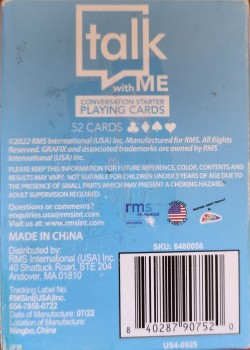 talk
with ME
CONVERSATION STARTER
PLAYING CARDS
52 CARDS
©2022 RMS International (USA) Inc. Manufactured for RMS. All Rights
Reserved. GRAFIX and associated trademarks are owned by RMS
International (USA) Inc.
PLEASE KEEP THIS INFORMATION FOR FUTURE REFERENCE, COLOR, CONTENTS AND
RESULTS MAY VARY. NOT SUITABLE FOR CHILDREN UNDER 3 YEARS OF AGE DUE TO
THE PRESENCE OF SMALL PARTS WHICH MAY PRESENT A CHOKING HAZARD.
ADULT SUPERVISION REQUIRED.
Questions or comments?
enquiries.usa@rmsint.com
Visit us at: www.rmsint.com
rms
MADE IN CHINA
Distributed by:
RMS International (USA) Inc.
40 Shattuck Road, STE 204
Andover, MA 01810
Tracking Label No.
RMSint(USA)Inc.
Date of Manufacture: 07/22
Location of Manufacture:
Ningbo, China
SKU: 8480056
8 40287 90752 0
US4-0525